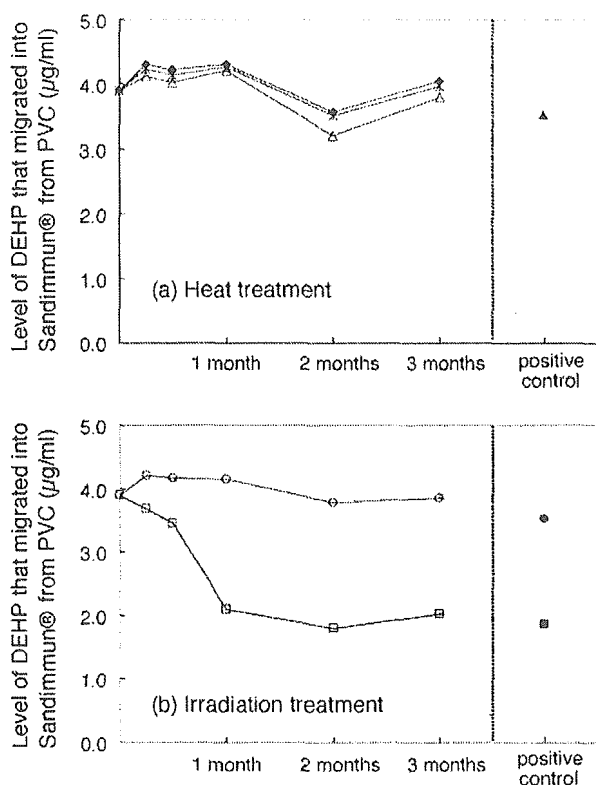 Level of DEHP that migrated into
Sandimmun® from PVC (µg/ml)
5.0
4.0
3.0
2.0
1.0
0.0
(a) Heat treatment
1 month
2 months
3 months
positive
control
Level of DEHP that migrated into
Sandimmun® from PVC (µg/ml)
5.0
4.0
3.0
2.0
1.0
0.0
(b) Irradiation treatment
1 month
2 months
3 months
positive
control